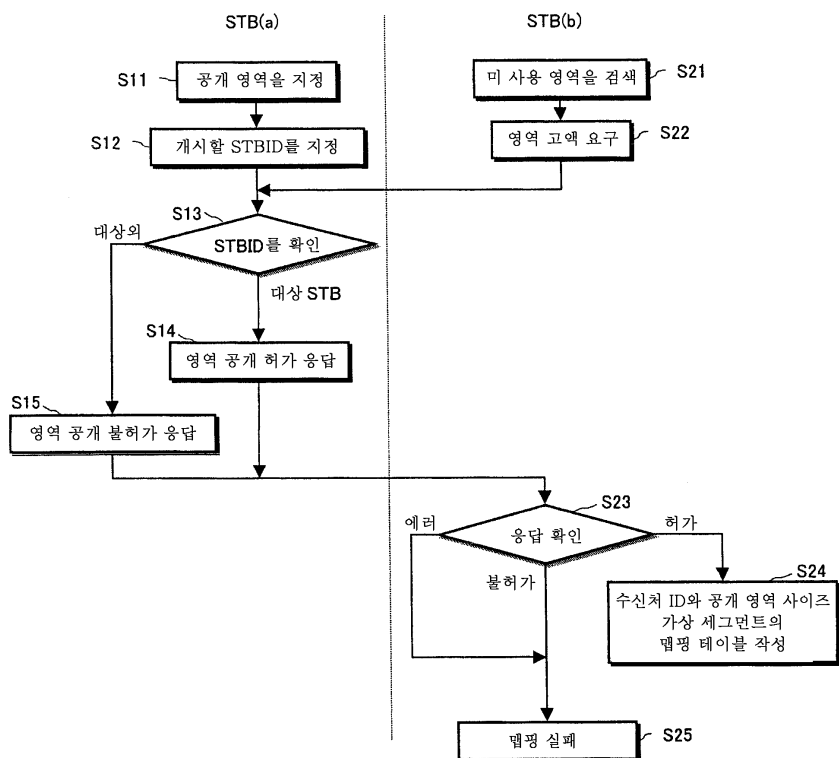 STB(a)
STB(b)
S11
공개 영역을 지정
미 사용 영역을 검색
S21
S12
개시할 STBID를 지정
영역 고액 요구
S22
S13
대상외
STBID를 확인
대상 STB
S14
영역 공개 허가 응답
S15
영역 공개 불허가 응답
S23
에러
응답 확인
허가
불허가
S24
수신처 ID와 공개 영역 사이즈
가상 세그먼트의
맵핑 테이블 작성
맵핑 실패
S25